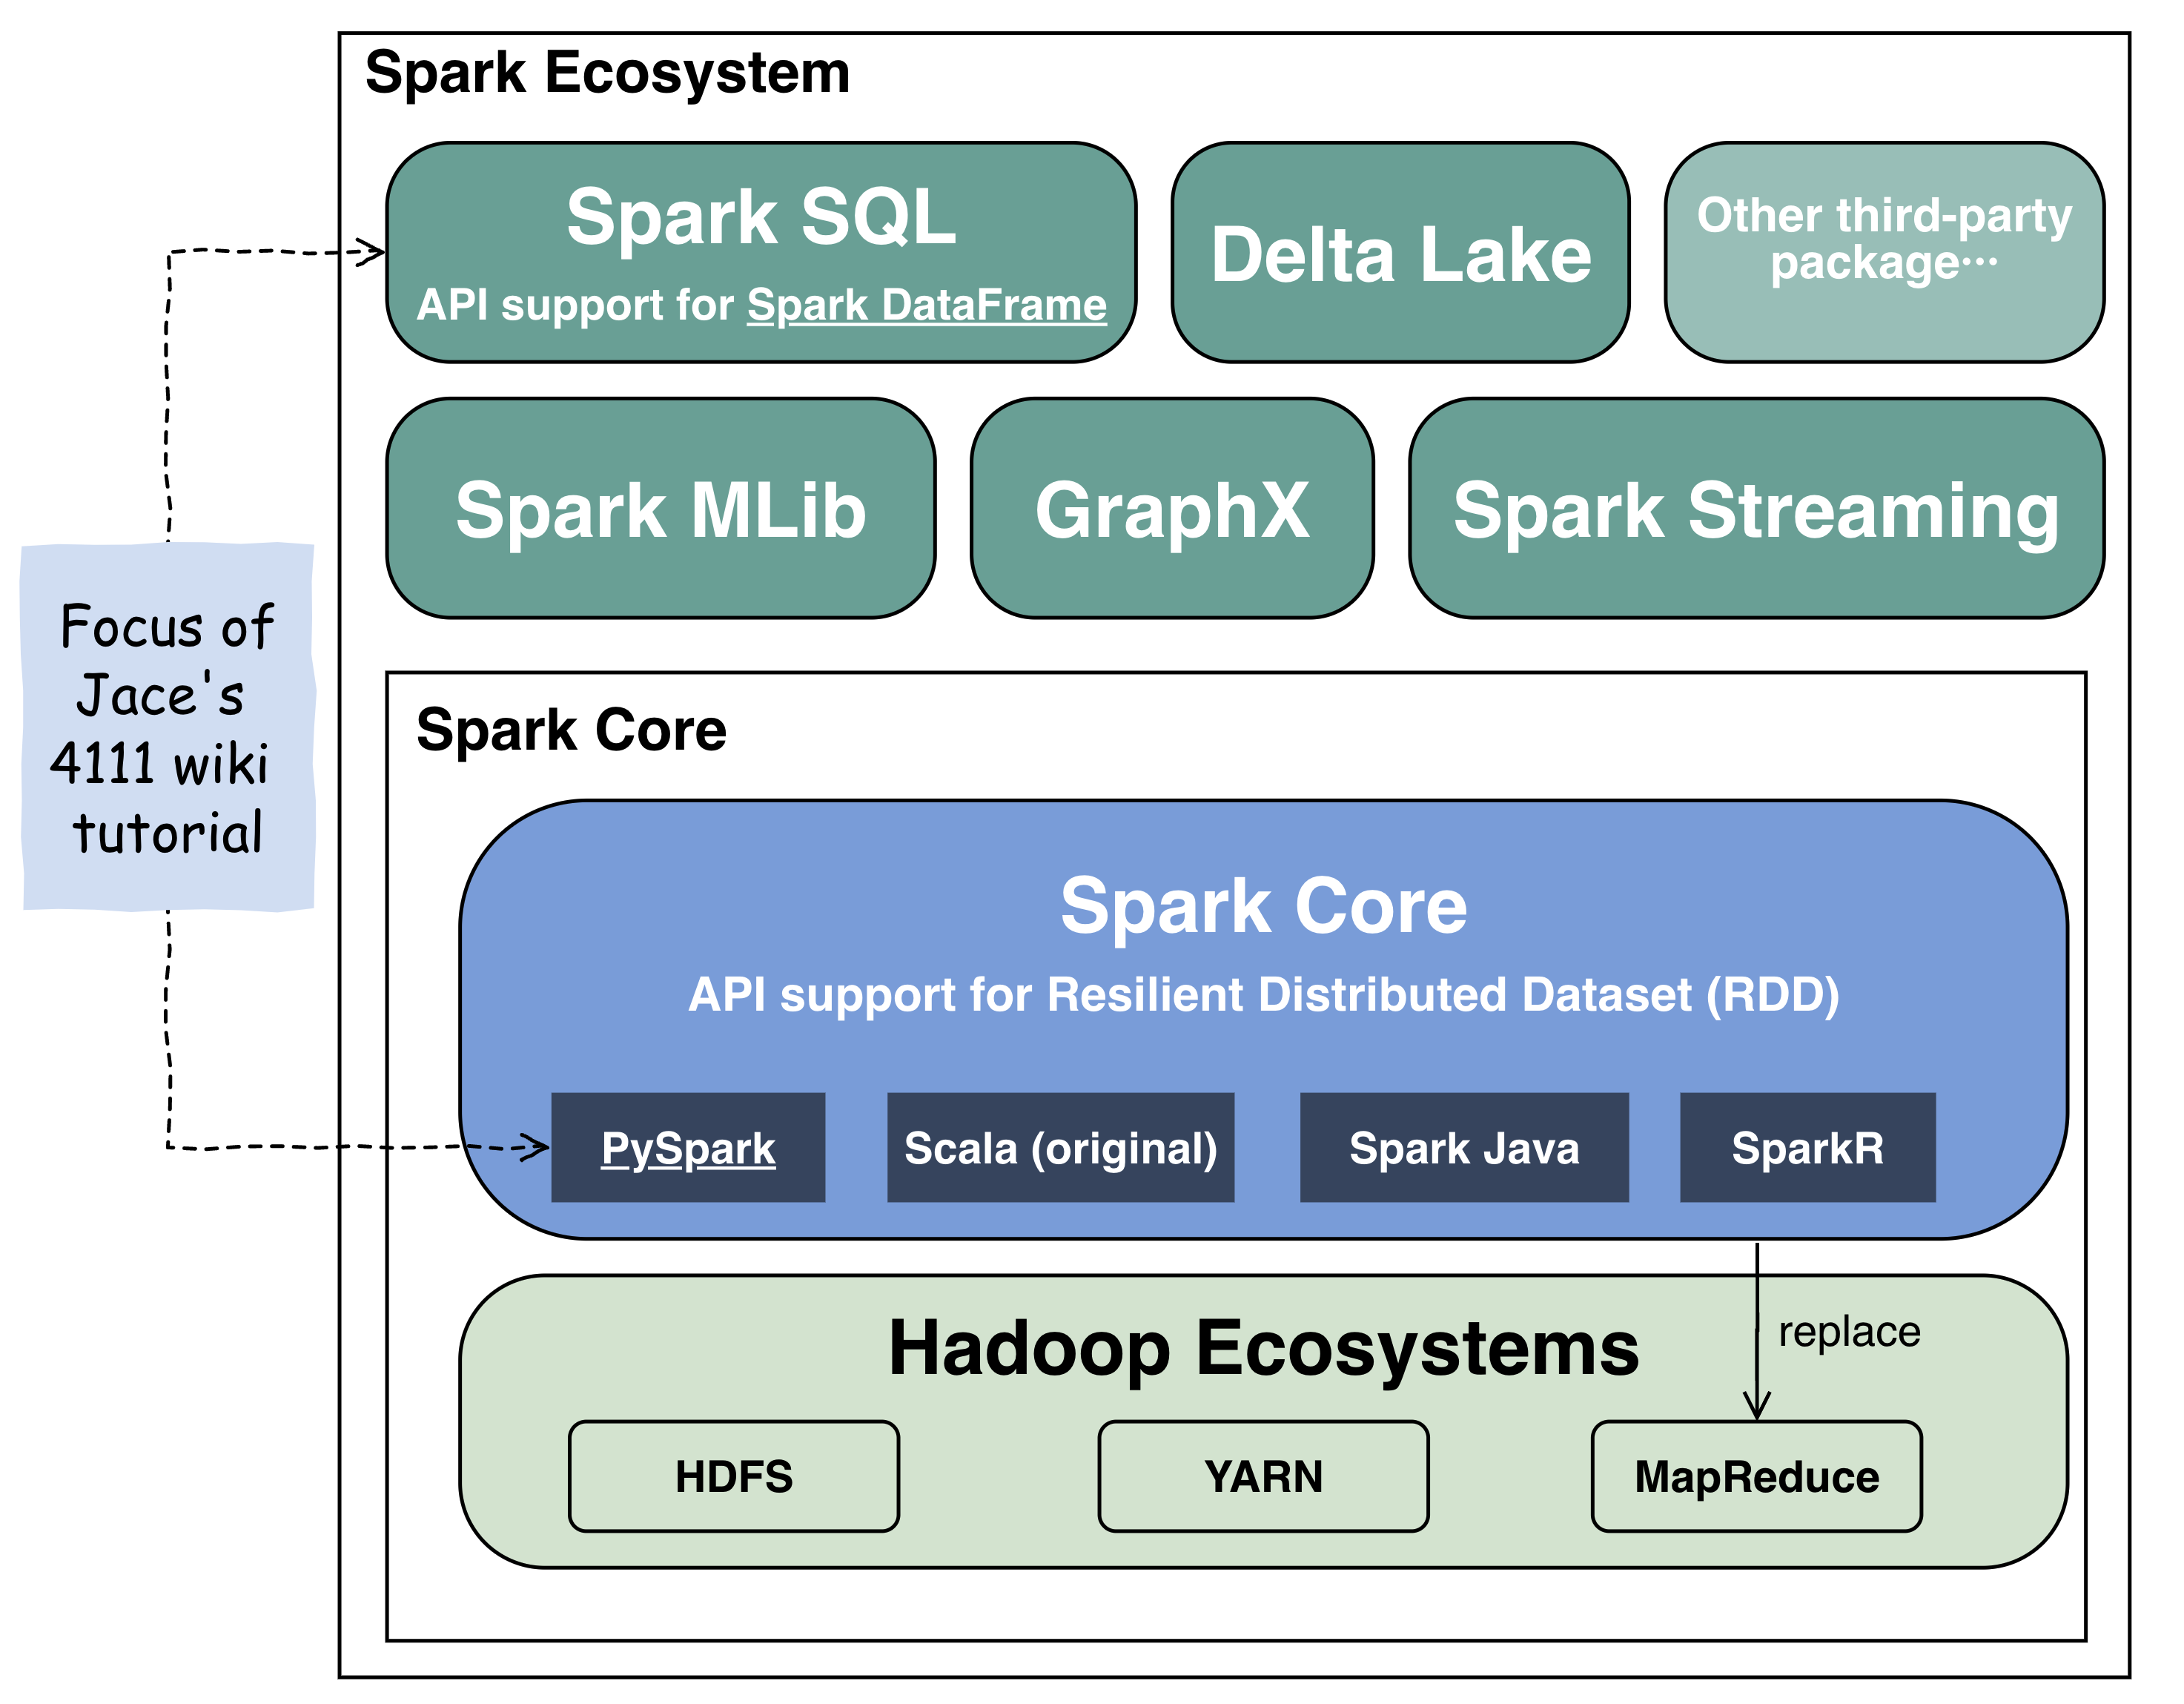 Spark Ecosystem
Spark SQL
API support for Spark DataFrame
Delta Lake
Other third-party
package···
Spark MLib
GraphX
Spark Streaming
Focus of
Jace's
4111 wiki
tutorial
Spark Core
Spark Core
API support for Resilient Distributed Dataset (RDD)
PySpark
Scala (original)
Spark Java
SparkR
Hadoop Ecosystems
replace
HDFS
YARN
MapReduce